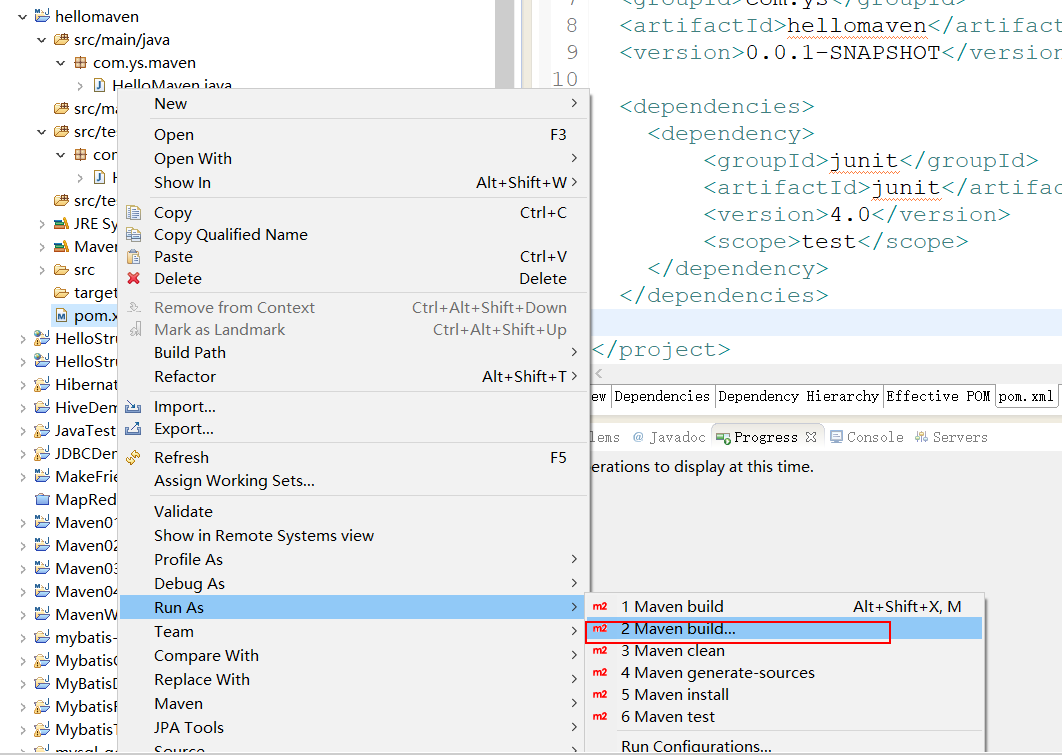 hellomaven
src/main/java
com.ys.maven
HelloMaven.java
src/ma
src/te
com
H
src/te
JRE Sy
Maven
src
target
pom.x
HelloStru
HelloStru
Hibernat
HiveDem
JavaTest
JDBCDem
MakeFrie
MapRed
Maven01
Maven02
Maven03
Maven04
MavenW
mybatis-
MybatisC
MyBatisD
MybatisF
MybatisT
New
Open F3
Open With
Show In Alt+Shift+W
Copy Ctrl+C
Copy Qualified Name
Paste Ctrl+V
Delete Delete
Remove from Context Ctrl+Alt+Shift+Down
Mark as Landmark Ctrl+Alt+Shift+Up
Build Path
Refactor Alt+Shift+T
Import...
Export...
Refresh F5
Assign Working Sets...
Validate
Show in Remote Systems view
Profile As
Debug As
Run As
Team
Compare With
Replace With
Maven
JPA Tools
Source
m2 1 Maven build Alt+Shift+X, M
m2 2 Maven build...
m2 3 Maven clean
m2 4 Maven generate-sources
m2 5 Maven install
m2 6 Maven test
Run Configurations...
7 <groupId>com.ys</groupId>
8 <artifactId>hellomaven</artifact
9 <version>0.0.1-SNAPSHOT</version
10
<dependencies>
<dependency>
<groupId>junit</groupId>
<artifactId>junit</artifac
<version>4.0</version>
<scope>test</scope>
</dependency>
</dependencies>
</project>
ew Dependencies Dependency Hierarchy Effective POM pom.xml
lems @ Javadoc Progress Console Servers
erations to display at this time.